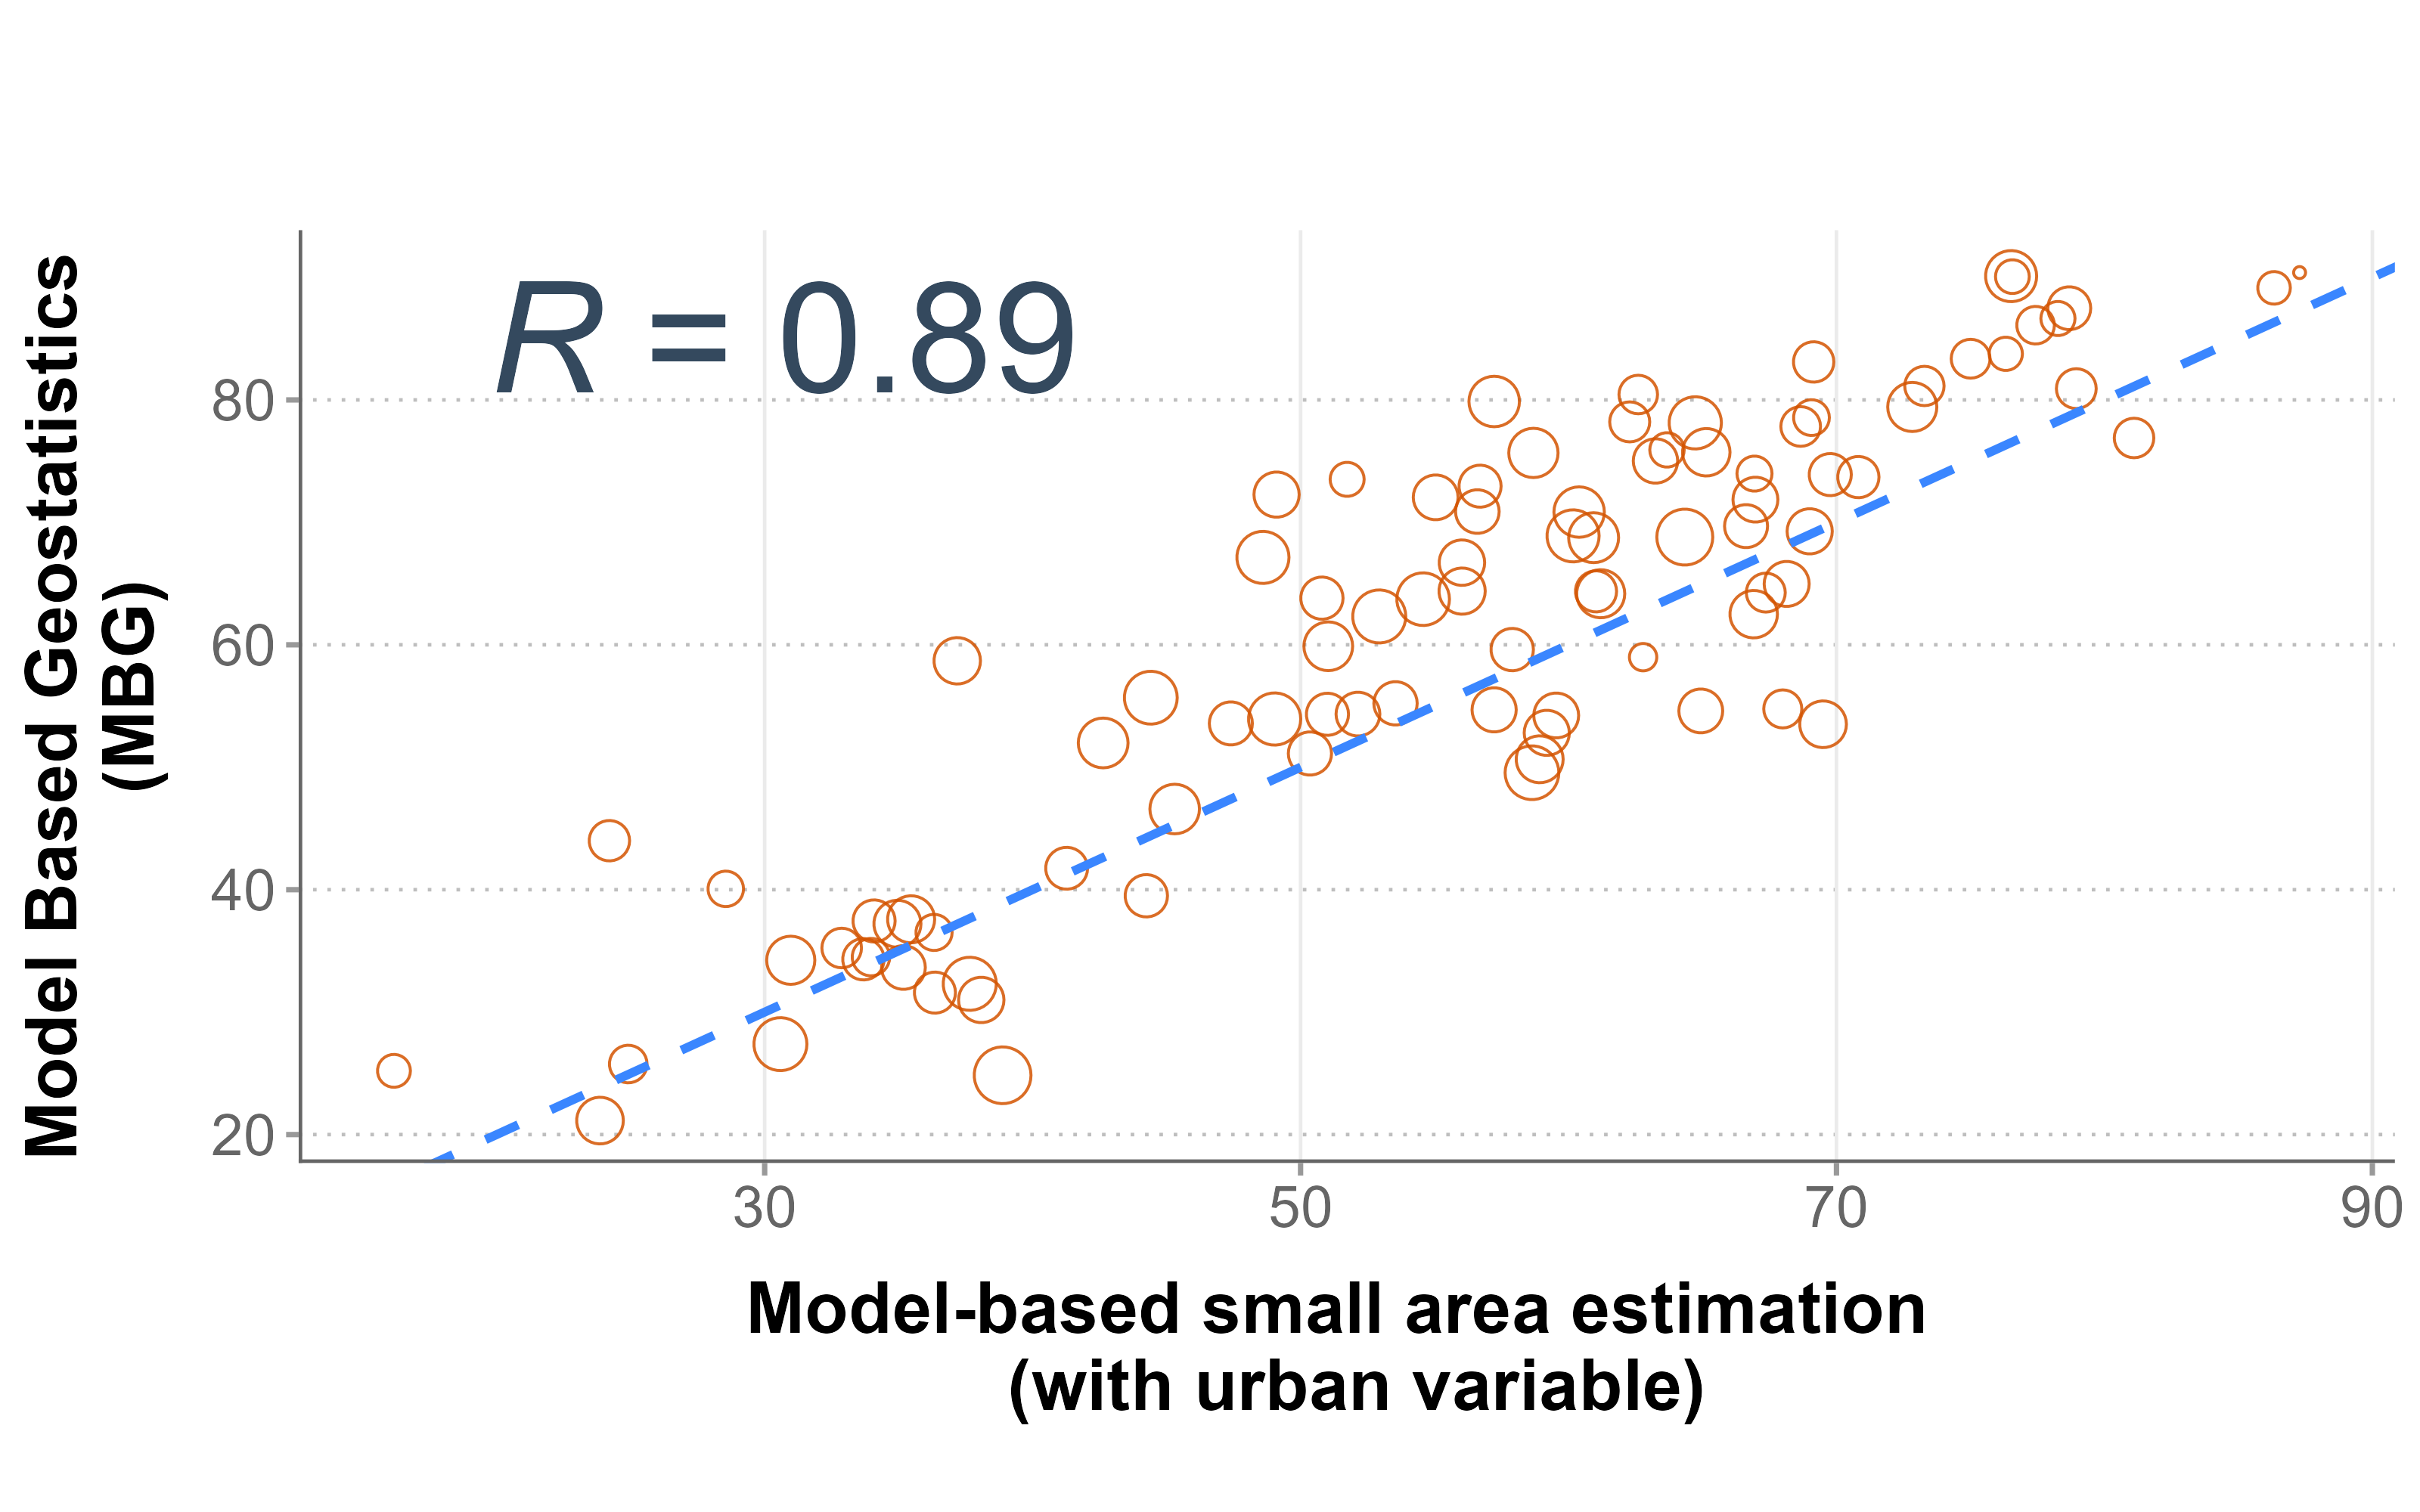 Model Based Geostatistics
(MBG)
R = 0.89
80
60
40
20
30 50 70 90
Model-based small area estimation
(with urban variable)